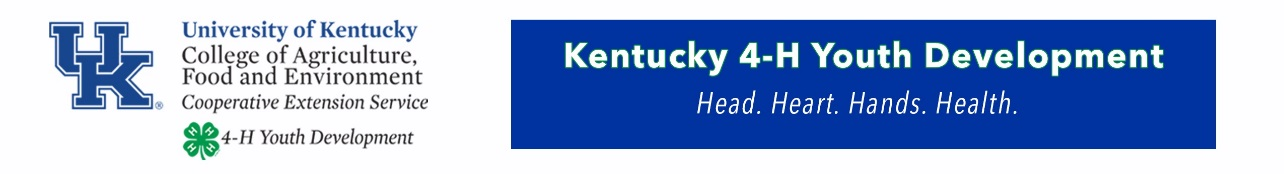 UK®
University of Kentucky
College of Agriculture,
Food and Environment
Cooperative Extension Service
H H H H
4-H Youth Development
Kentucky 4-H Youth Development
Head. Heart. Hands. Health.